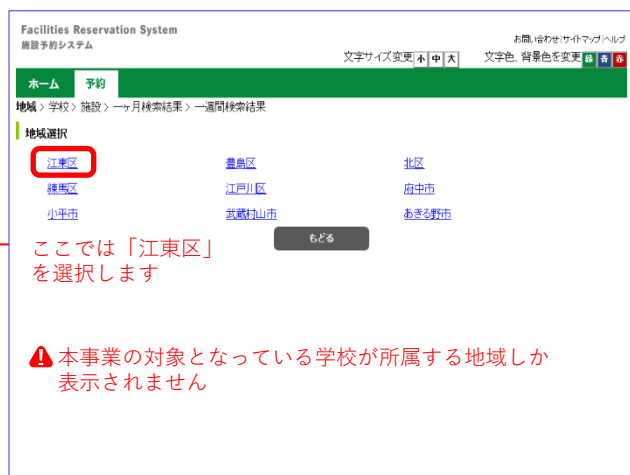 Facilities Reservation System
施設予約システム
お問い合わせ|サイトマップ|ヘルプ
文字サイズ変更 小 中 大 文字色、背景色を変更 緑 青 赤
ホーム 予約
地域 > 学校 > 施設 > 一ヶ月検索結果 > 一週間検索結果
地域選択
江東区 豊島区 北区
練馬区 江戸川区 府中市
小平市 武蔵村山市 あきる野市
もどる
ここでは「江東区」
を選択します
本事業の対象となっている学校が所属する地域しか
表示されません